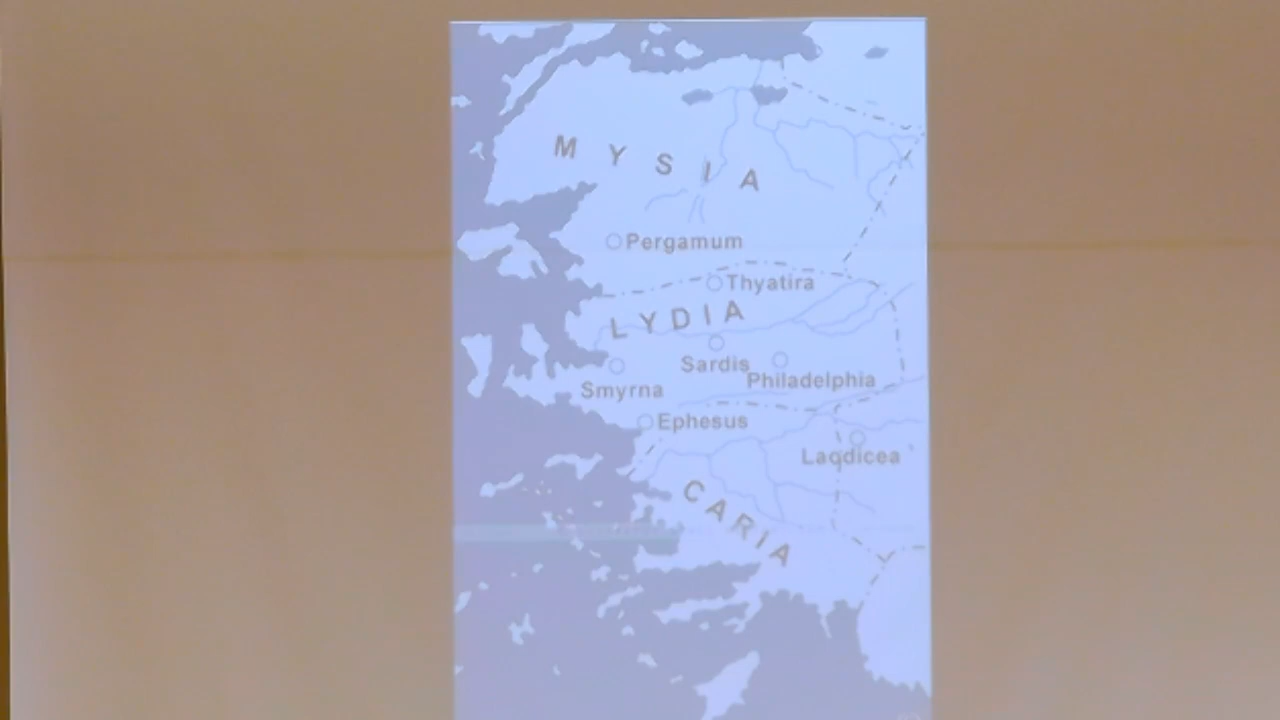 MYSIA
Pergamum
Thyatira
LYDIA
Sardis
Philadelphia
Smyrna
Ephesus
Laodicea
CARIA